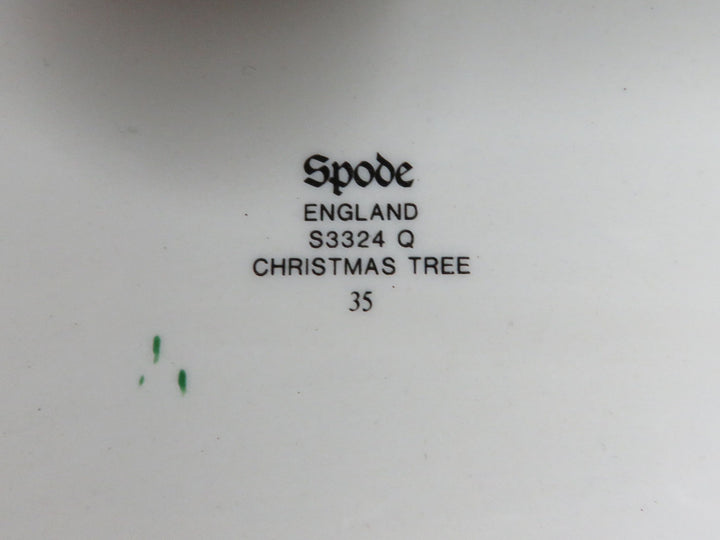 Spode
ENGLAND
S3324 Q
CHRISTMAS TREE
35